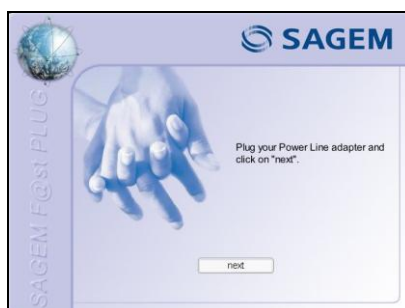 SAGEM
Plug your Power Line adapter and
click on "next".
next
SAGEM F@st PLUG